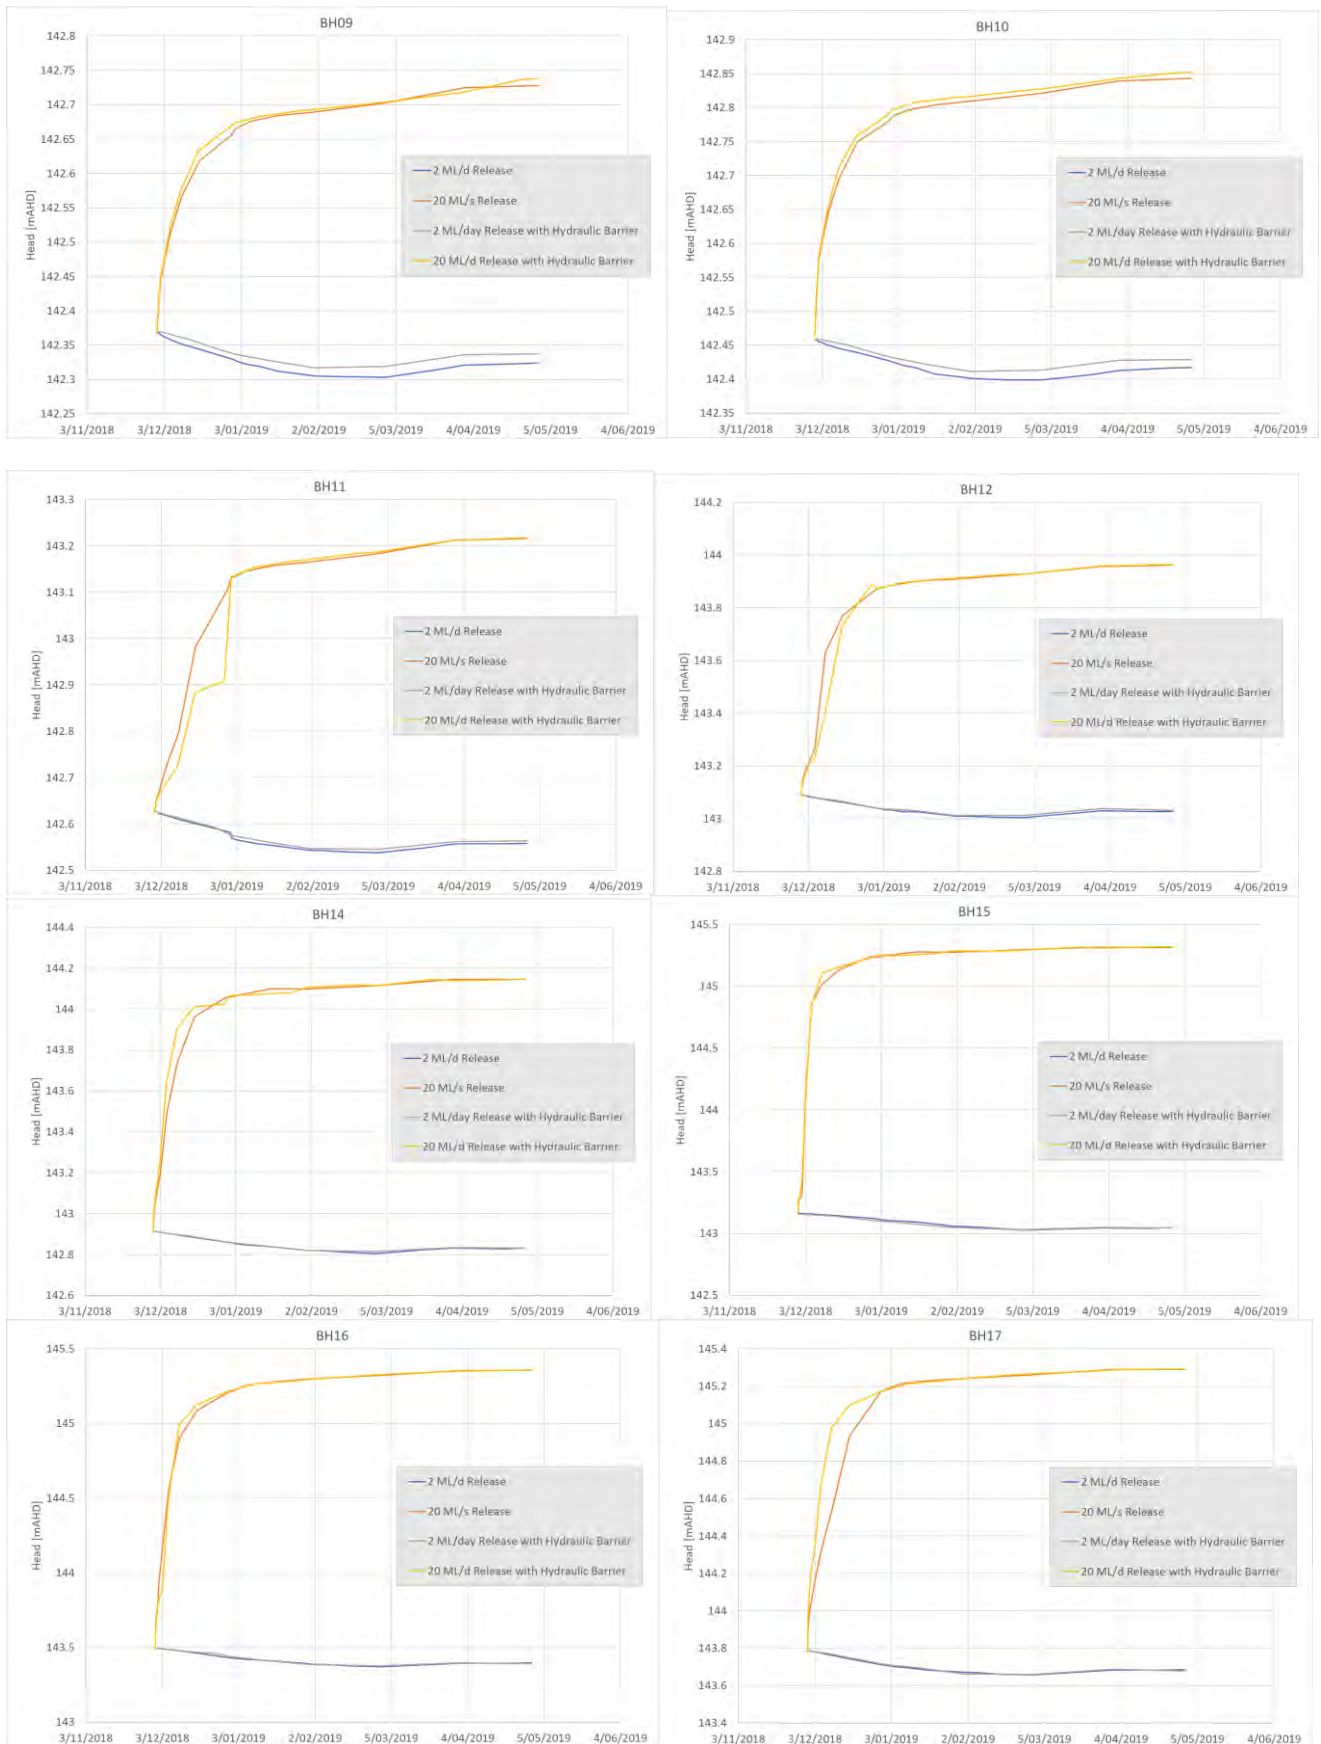 BH09
142.8
142.75
142.7
142.65
142.6
142.55
142.5
142.45
142.4
142.35
142.3
142.25
Head [mAHD]
2 ML/d Release
20 ML/s Release
2 ML/day Release with Hydraulic Barrier
20 ML/d Release with Hydraulic Barrier
3/11/2018 3/12/2018 3/01/2019 2/02/2019 5/03/2019 4/04/2019 5/05/2019 4/06/2019
BH10
142.9
142.85
142.8
142.75
142.7
142.65
142.6
142.55
142.5
142.45
142.4
142.35
Head [mAHD]
2 ML/d Release
20 ML/s Release
2 ML/day Release with Hydraulic Barrier
20 ML/d Release with Hydraulic Barrier
3/11/2018 3/12/2018 3/01/2019 2/02/2019 5/03/2019 4/04/2019 5/05/2019 4/06/2019
BH11
143.3
143.2
143.1
143
142.9
142.8
142.7
142.6
142.5
Head [mAHD]
2 ML/d Release
20 ML/s Release
2 ML/day Release with Hydraulic Barrier
20 ML/d Release with Hydraulic Barrier
3/11/2018 3/12/2018 3/01/2019 2/02/2019 5/03/2019 4/04/2019 5/05/2019 4/06/2019
BH12
144.2
144
143.8
143.6
143.4
143.2
143
142.8
Head [mAHD]
2 ML/d Release
20 ML/s Release
2 ML/day Release with Hydraulic Barrier
20 ML/d Release with Hydraulic Barrier
3/11/2018 3/12/2018 3/01/2019 2/02/2019 5/03/2019 4/04/2019 5/05/2019 4/06/2019
BH14
144.4
144.2
144
143.8
143.6
143.4
143.2
143
142.8
142.6
Head [mAHD]
2 ML/d Release
20 ML/s Release
2 ML/day Release with Hydraulic Barrier
20 ML/d Release with Hydraulic Barrier
3/11/2018 3/12/2018 3/01/2019 2/02/2019 5/03/2019 4/04/2019 5/05/2019 4/06/2019
BH15
145.5
145
144.5
144
143.5
143
142.5
Head [mAHD]
2 ML/d Release
20 ML/s Release
2 ML/day Release with Hydraulic Barrier
20 ML/d Release with Hydraulic Barrier
3/11/2018 3/12/2018 3/01/2019 2/02/2019 5/03/2019 4/04/2019 5/05/2019 4/06/2019
BH16
145.5
145
144.5
144
143.5
143
Head [mAHD]
2 ML/d Release
20 ML/s Release
2 ML/day Release with Hydraulic Barrier
20 ML/d Release with Hydraulic Barrier
3/11/2018 3/12/2018 3/01/2019 2/02/2019 5/03/2019 4/04/2019 5/05/2019 4/06/2019
BH17
145.4
145.2
145
144.8
144.6
144.4
144.2
144
143.8
143.6
143.4
Head [mAHD]
2 ML/d Release
20 ML/s Release
2 ML/day Release with Hydraulic Barrier
20 ML/d Release with Hydraulic Barrier
3/11/2018 3/12/2018 3/01/2019 2/02/2019 5/03/2019 4/04/2019 5/05/2019 4/06/2019